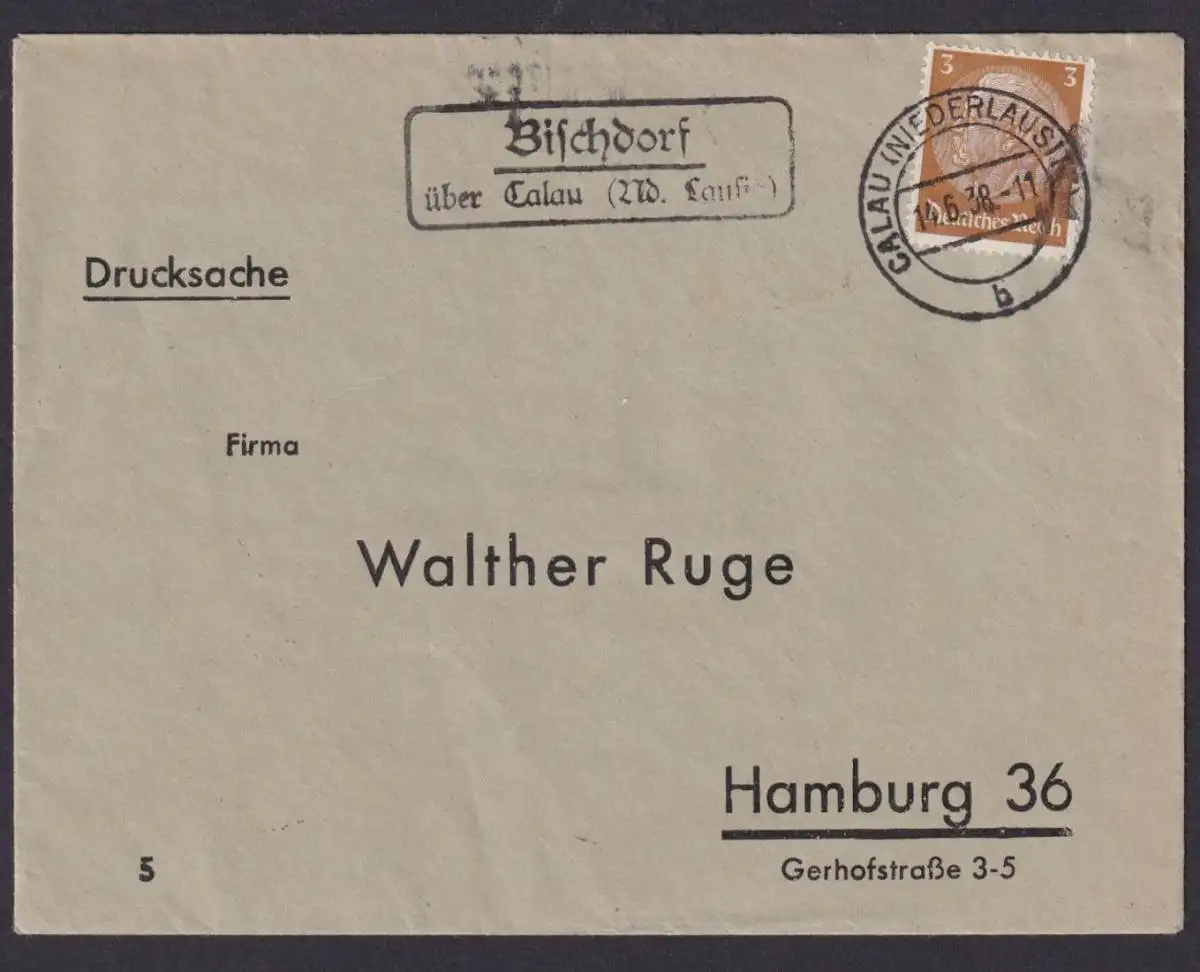 3 3
Deutches Reich
CALAU (NIEDERLAUSITZ)
14.6.38.-11
b
Bischdorf
über Calau (Nd. Lausitz)
Drucksache
Firma
Walther Ruge
Hamburg 36
Gerhofstraße 3-5
5